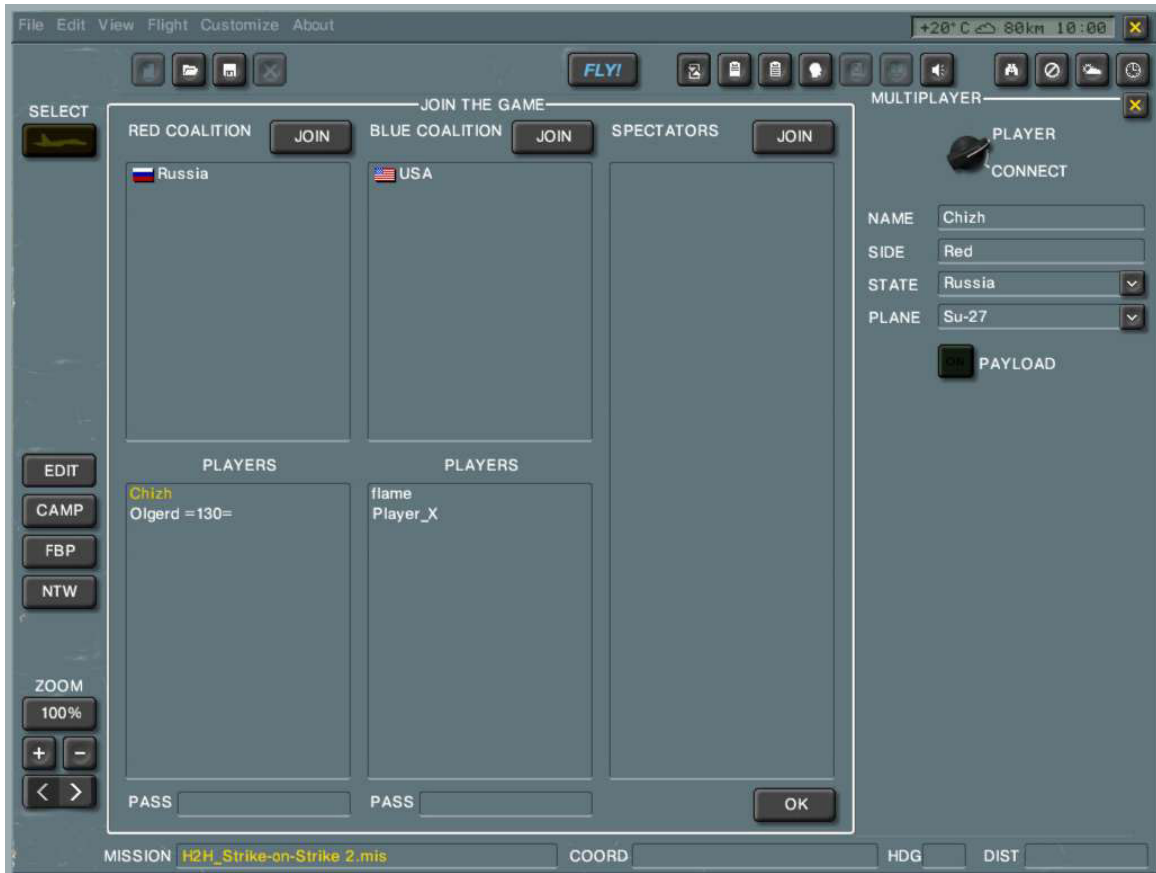 File Edit View Flight Customize About
+20°C 80km 10:00
FLY!
SELECT
JOIN THE GAME
MULTIPLAYER
RED COALITION JOIN
BLUE COALITION JOIN
SPECTATORS JOIN
Russia
USA
PLAYER
CONNECT
NAME Chizh
SIDE Red
STATE Russia
PLANE Su-27
ON PAYLOAD
EDIT
CAMP
FBP
NTW
PLAYERS
Chizh
Olgerd =130=
PLAYERS
flame
Player_X
ZOOM
100%
+ -
< >
PASS
PASS
OK
MISSION H2H_Strike-on-Strike 2.mis COORD HDG DIST